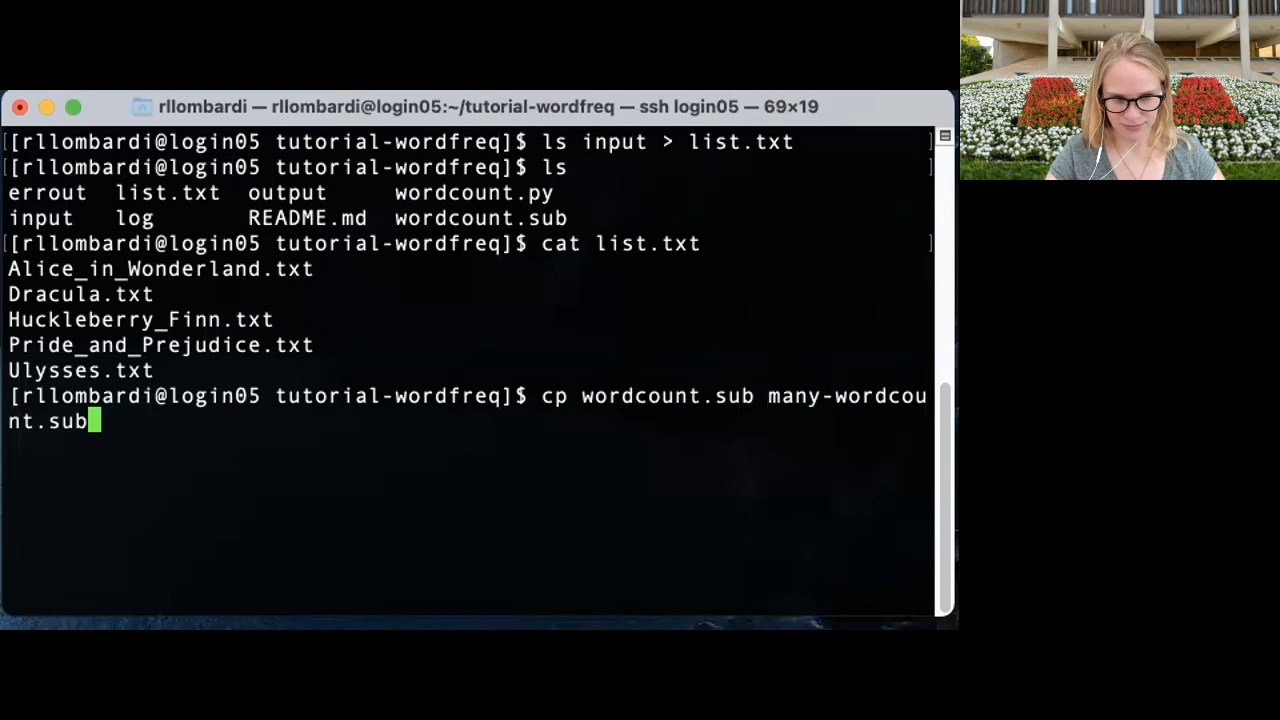 rllombardi — rllombardi@login05:~/tutorial-wordfreq — ssh login05 — 69×19
[[rllombardi@login05 tutorial-wordfreq]$ ls input > list.txt ]
[[rllombardi@login05 tutorial-wordfreq]$ ls ]
errout list.txt output wordcount.py
input log README.md wordcount.sub
[[rllombardi@login05 tutorial-wordfreq]$ cat list.txt ]
Alice_in_Wonderland.txt
Dracula.txt
Huckleberry_Finn.txt
Pride_and_Prejudice.txt
Ulysses.txt
[rllombardi@login05 tutorial-wordfreq]$ cp wordcount.sub many-wordcou
nt.sub